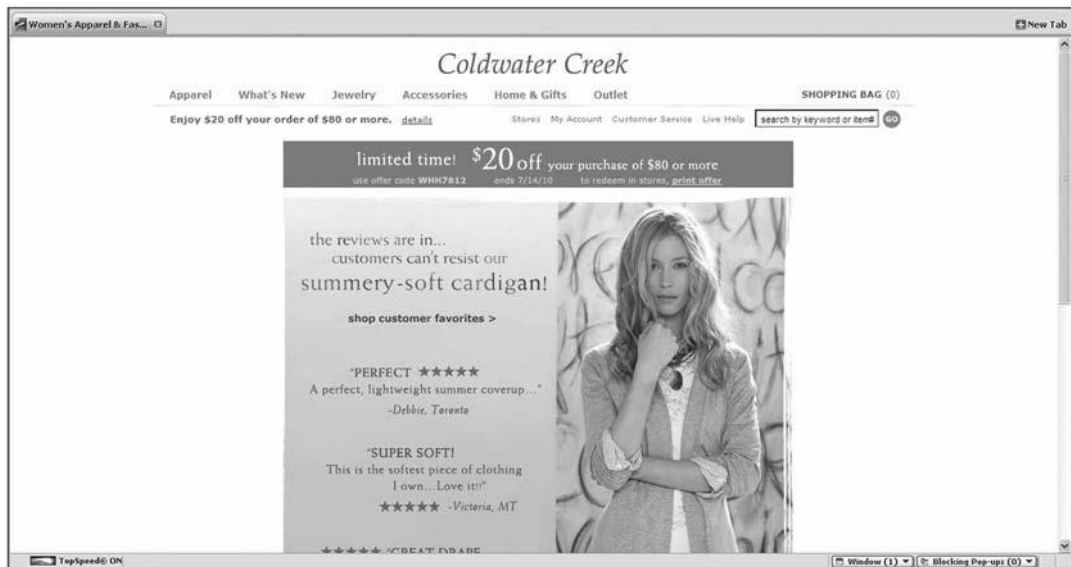 Women's Apparel & Fas...
New Tab
Coldwater Creek
Apparel What's New Jewelry Accessories Home & Gifts Outlet SHOPPING BAG (0)
Enjoy $20 off your order of $80 or more. details Stores My Account Customer Service Live Help search by keyword or item# GO
limited time! $20 off your purchase of $80 or more
use offer code WHH7812 ends 7/14/10 to redeem in stores, print offer
the reviews are in...
customers can't resist our
summery-soft cardigan!
shop customer favorites >
"PERFECT ★★★★★
A perfect, lightweight summer coverup..."
-Debbie, Toronto
"SUPER SOFT!
This is the softest piece of clothing
I own...Love it!!"
★★★★★ -Victoria, MT
★★★★★ "GREAT DRAPE
TopSpeed® ON
Window (1) Blocking Pop-ups (0)